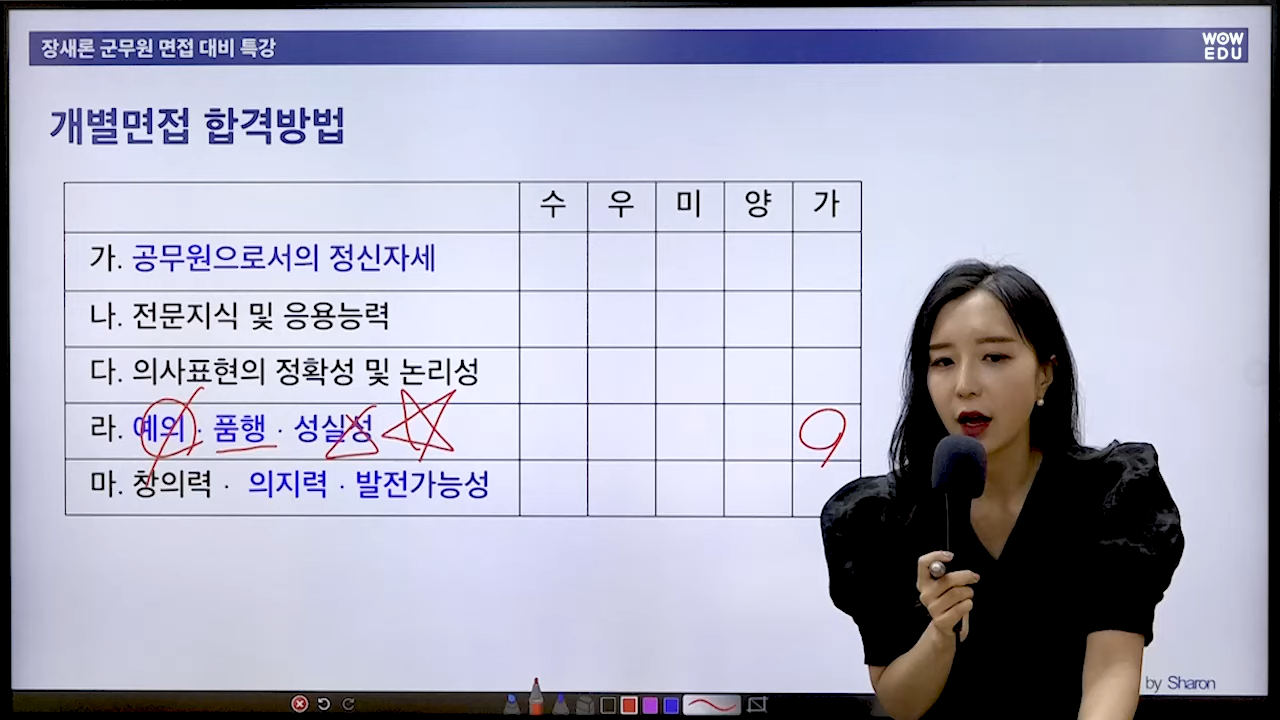 장새론 군무원 면접 대비 특강
WOW
EDU
개별면접 합격방법
수 우 미 양 가
가. 공무원으로서의 정신자세
나. 전문지식 및 응용능력
다. 의사표현의 정확성 및 논리성
라. 예의 · 품행 · 성실성
마. 창의력 · 의지력 · 발전가능성
by Sharon